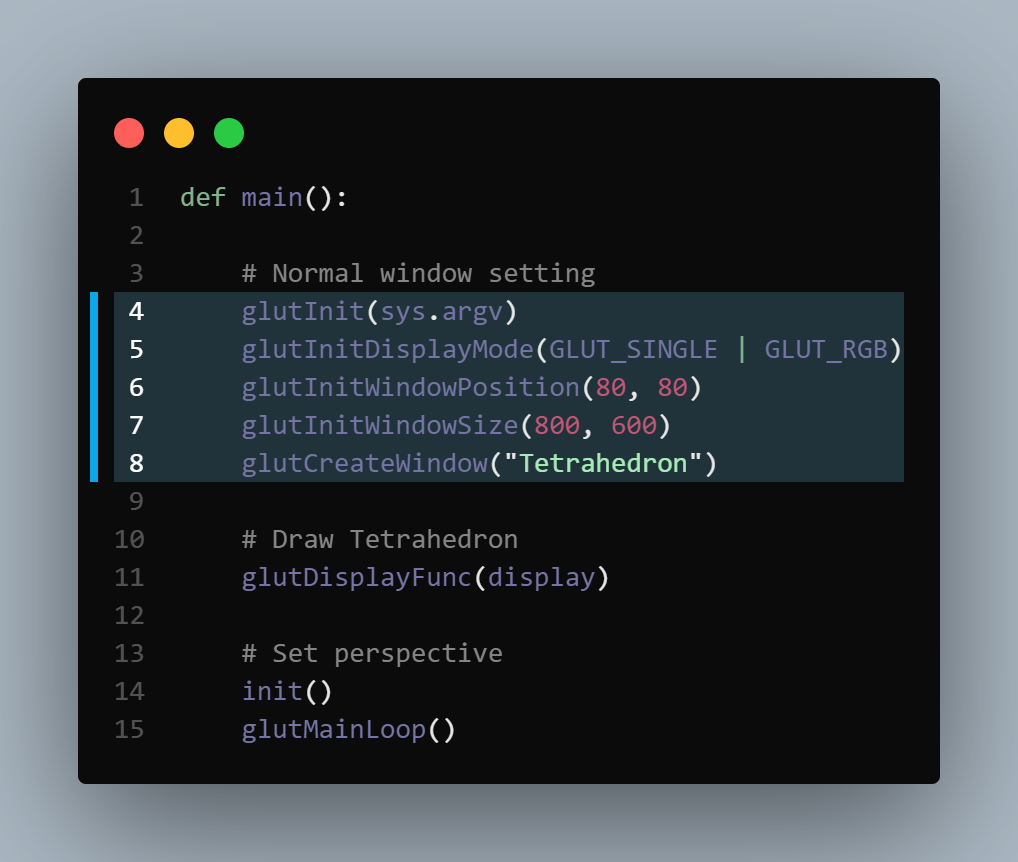 1 def main():
2
3     # Normal window setting
4     glutInit(sys.argv)
5     glutInitDisplayMode(GLUT_SINGLE | GLUT_RGB)
6     glutInitWindowPosition(80, 80)
7     glutInitWindowSize(800, 600)
8     glutCreateWindow("Tetrahedron")
9
10     # Draw Tetrahedron
11     glutDisplayFunc(display)
12
13     # Set perspective
14     init()
15     glutMainLoop()